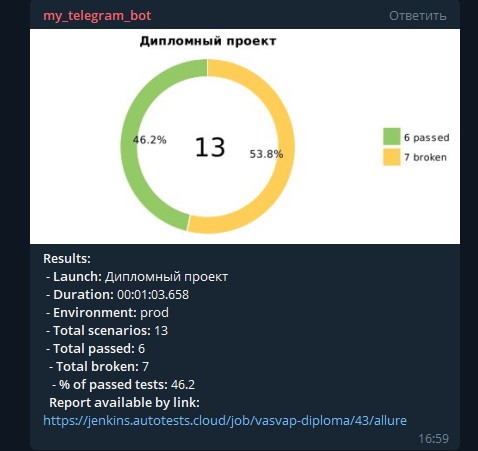 my_telegram_bot Ответить
Дипломный проект
46.2% 13 53.8%
6 passed
7 broken
Results:
- Launch: Дипломный проект
- Duration: 00:01:03.658
- Environment: prod
- Total scenarios: 13
- Total passed: 6
- Total broken: 7
- % of passed tests: 46.2
Report available by link:
https://jenkins.autotests.cloud/job/vasvap-diploma/43/allure
16:59